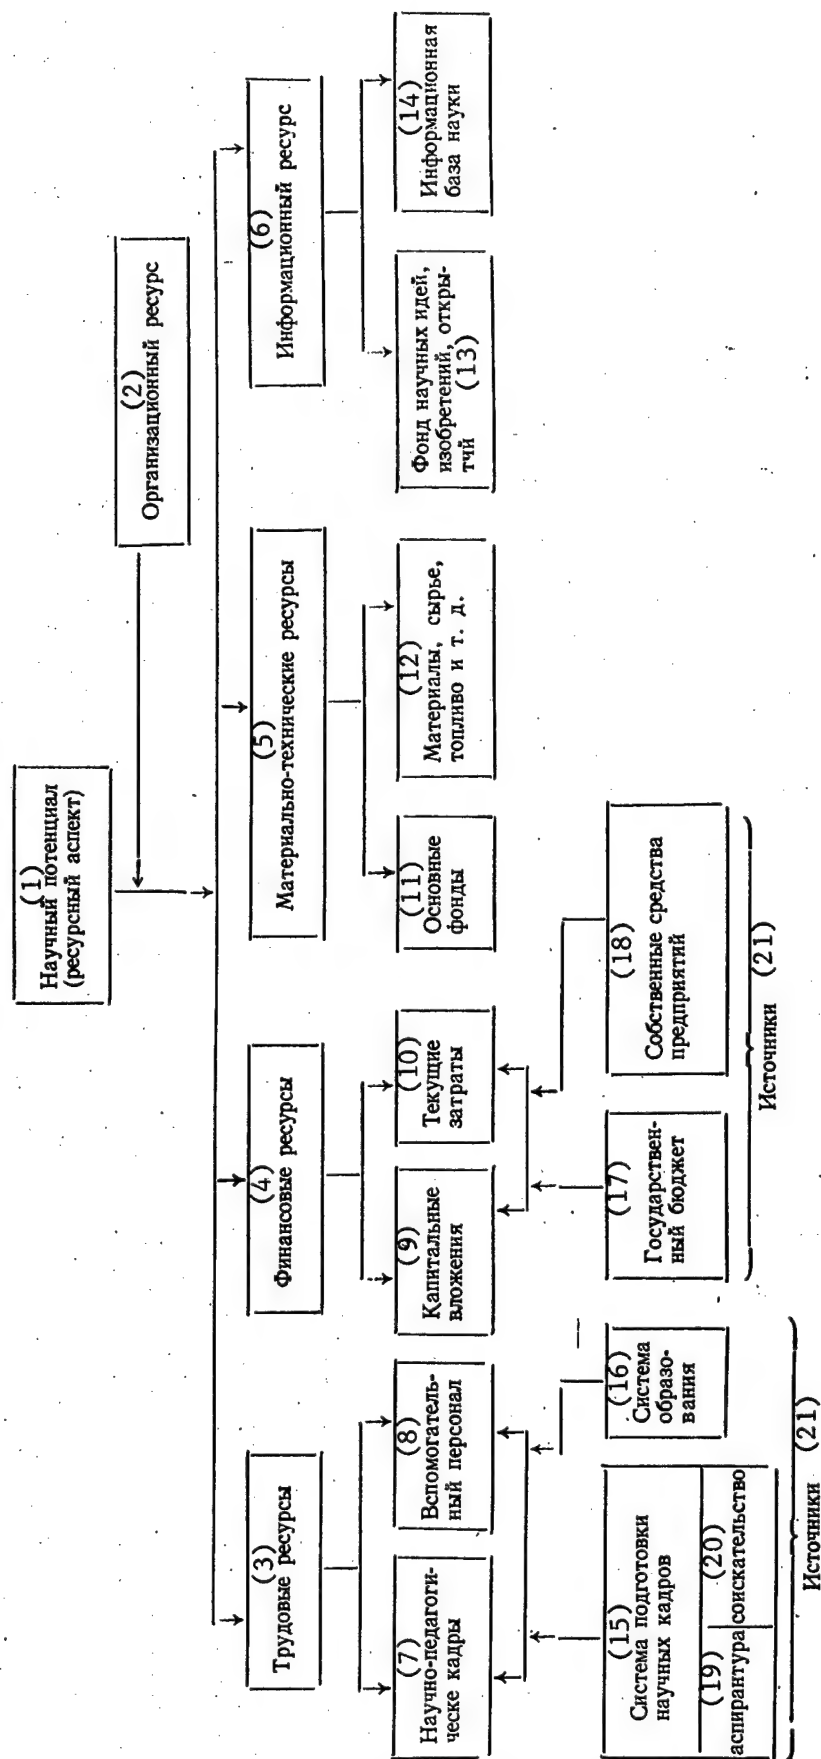 (1)
Научный потенциал
(ресурсный аспект)
(2)
Организационный ресурс
(3)
Трудовые ресурсы
(4)
Финансовые ресурсы
(5)
Материально-технические ресурсы
(6)
Информационный ресурс
(7)
Научно-педагоги-
ческе кадры
(8)
Вспомогатель-
ный персонал
(9)
Капитальные
вложения
(10)
Текущие
затраты
(11)
Основные
фонды
(12)
Материалы, сырье,
топливо и т. д.
Фонд научных идей,
изобретений, откры-
тчй (13)
(14)
Информационная
база науки
(15)
Система подготовки
научных кадров
(19)
аспирантура
(20)
соискательство
(16)
Система
образо-
вания
(17)
Государствен-
ный бюджет
(18)
Собственные средства
предприятий
Источники (21)
Источники (21)